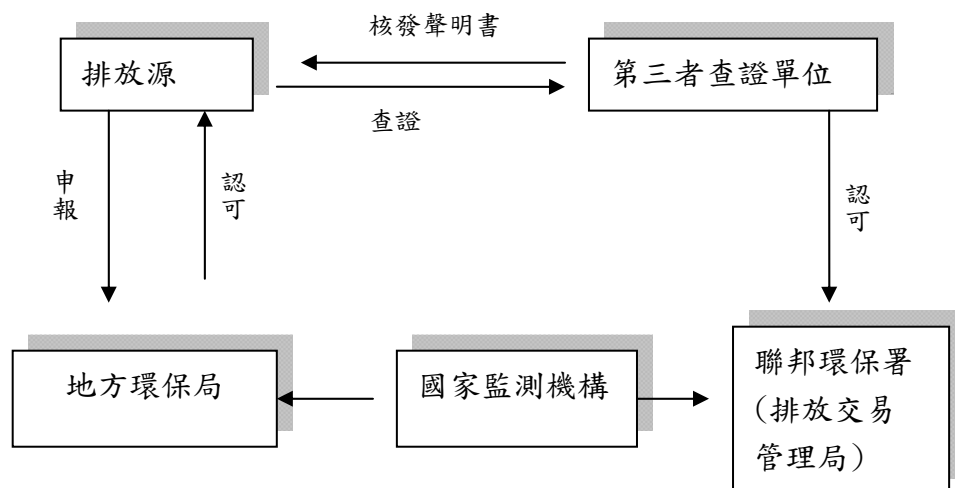 核發聲明書
排放源
第三者查證單位
查證
申報
認可
認可
地方環保局
國家監測機構
聯邦環保署
(排放交易
管理局)